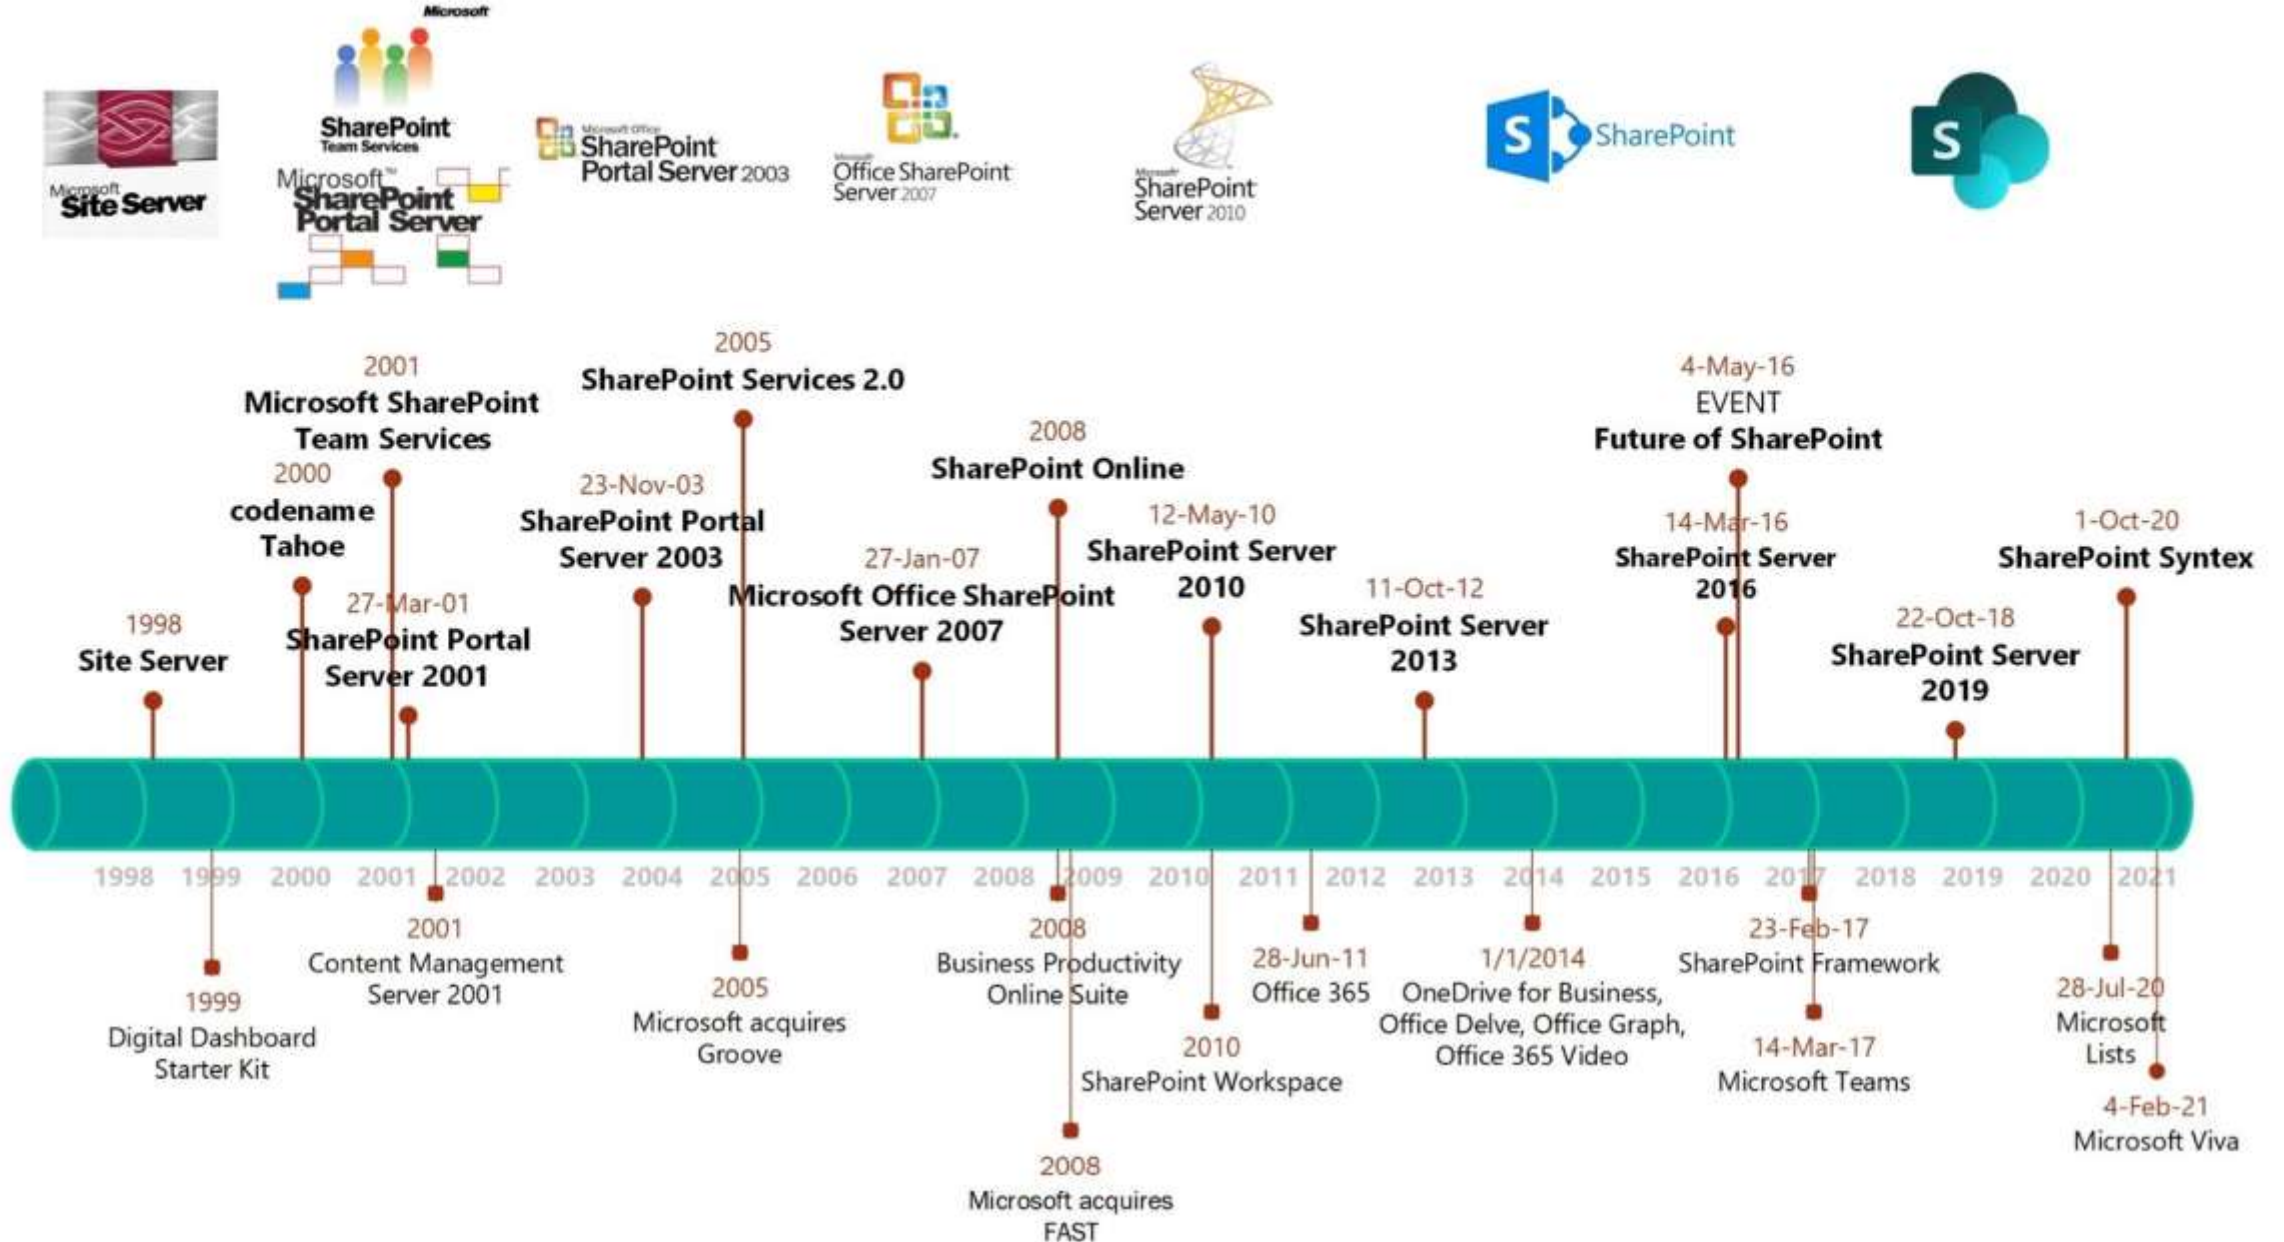 Microsoft
SharePoint
Team Services
Microsoft
Site Server
Microsoft™
SharePoint
Portal Server
Microsoft Office
SharePoint
Portal Server 2003
Microsoft
Office SharePoint
Server 2007
Microsoft
SharePoint
Server 2010
S
SharePoint
S
1998
Site Server
2000
codename
Tahoe
2001
Microsoft SharePoint
Team Services
27-Mar-01
SharePoint Portal
Server 2001
23-Nov-03
SharePoint Portal
Server 2003
2005
SharePoint Services 2.0
27-Jan-07
Microsoft Office SharePoint
Server 2007
2008
SharePoint Online
12-May-10
SharePoint Server
2010
11-Oct-12
SharePoint Server
2013
14-Mar-16
SharePoint Server
2016
4-May-16
EVENT
Future of SharePoint
22-Oct-18
SharePoint Server
2019
1-Oct-20
SharePoint Syntex
1998 1999 2000 2001 2002 2003 2004 2005 2006 2007 2008 2009 2010 2011 2012 2013 2014 2015 2016 2017 2018 2019 2020 2021
1999
Digital Dashboard
Starter Kit
2001
Content Management
Server 2001
2005
Microsoft acquires
Groove
2008
Business Productivity
Online Suite
2008
Microsoft acquires
FAST
2010
SharePoint Workspace
28-Jun-11
Office 365
1/1/2014
OneDrive for Business,
Office Delve, Office Graph,
Office 365 Video
23-Feb-17
SharePoint Framework
14-Mar-17
Microsoft Teams
28-Jul-20
Microsoft
Lists
4-Feb-21
Microsoft Viva